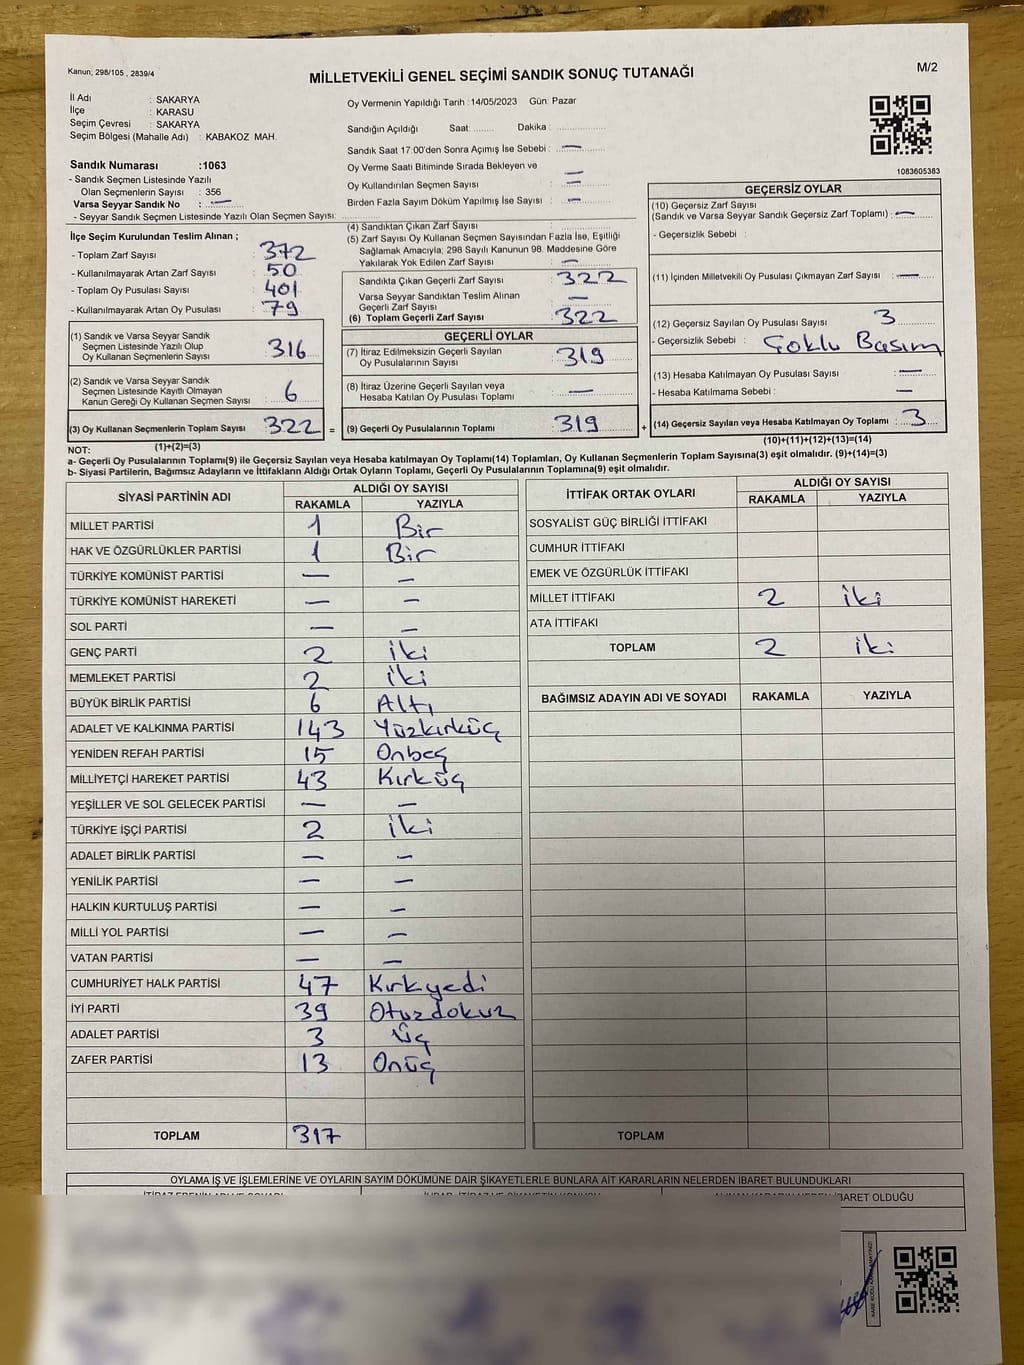 Kanun; 298/105 , 2839/4
MİLLETVEKİLİ GENEL SEÇİMİ SANDIK SONUÇ TUTANAĞI
M/2
İl Adı : SAKARYA
İlçe : KARASU
Seçim Çevresi : SAKARYA
Seçim Bölgesi (Mahalle Adı) : KABAKOZ MAH.
Sandık Numarası :1063
- Sandık Seçmen Listesinde Yazılı
Olan Seçmenlerin Sayısı : 356
Varsa Seyyar Sandık No : —
- Seyyar Sandık Seçmen Listesinde Yazılı Olan Seçmen Sayısı:
Oy Vermenin Yapıldığı Tarih :14/05/2023 Gün: Pazar
Sandığın Açıldığı Saat: ........ Dakika : ................
Sandık Saat 17:00'den Sonra Açımış İse Sebebi : —
Oy Verme Saati Bitiminde Sırada Bekleyen ve —
Oy Kullandırılan Seçmen Sayısı : —
Birden Fazla Sayım Döküm Yapılmış İse Sayısı : —
1083605383
İlçe Seçim Kurulundan Teslim Alınan ;
- Toplam Zarf Sayısı : 372
- Kullanılmayarak Artan Zarf Sayısı : 50
- Toplam Oy Pusulası Sayısı : 401
- Kullanılmayarak Artan Oy Pusulası : 79
(1) Sandık ve Varsa Seyyar Sandık
Seçmen Listesinde Yazılı Olup
Oy Kullanan Seçmenlerin Sayısı : 316
(2) Sandık ve Varsa Seyyar Sandık
Seçmen Listesinde Kayıtlı Olmayan
Kanun Gereği Oy Kullanan Seçmen Sayısı : 6
(3) Oy Kullanan Seçmenlerin Toplam Sayısı : 322 =
(1)+(2)=(3)
(4) Sandıktan Çıkan Zarf Sayısı :
(5) Zarf Sayısı Oy Kullanan Seçmen Sayısından Fazla İse, Eşitliği
Sağlamak Amacıyla; 298 Sayılı Kanunun 98. Maddesine Göre
Yakılarak Yok Edilen Zarf Sayısı : —
Sandıkta Çıkan Geçerli Zarf Sayısı : 322
Varsa Seyyar Sandıktan Teslim Alınan
Geçerli Zarf Sayısı : —
(6) Toplam Geçerli Zarf Sayısı : 322
GEÇERLİ OYLAR
(7) İtiraz Edilmeksizin Geçerli Sayılan
Oy Pusulalarının Sayısı : 319
(8) İtiraz Üzerine Geçerli Sayılan veya
Hesaba Katılan Oy Pusulası Toplamı : —
(9) Geçerli Oy Pusulalarının Toplamı : 319 +
GEÇERSİZ OYLAR
(10) Geçersiz Zarf Sayısı
(Sandık ve Varsa Seyyar Sandık Geçersiz Zarf Toplamı) : —
- Geçersizlik Sebebi :
(11) İçinden Milletvekili Oy Pusulası Çıkmayan Zarf Sayısı : —
(12) Geçersiz Sayılan Oy Pusulası Sayısı : 3
- Geçersizlik Sebebi : Çoklu Basım
(13) Hesaba Katılmayan Oy Pusulası Sayısı : —
- Hesaba Katılmama Sebebi : —
(14) Geçersiz Sayılan veya Hesaba Katılmayan Oy Toplamı : 3
(10)+(11)+(12)+(13)=(14)
NOT:
a- Geçerli Oy Pusulalarının Toplamı(9) ile Geçersiz Sayılan veya Hesaba katılmayan Oy Toplamı(14) Toplamları, Oy Kullanan Seçmenlerin Toplam Sayısına(3) eşit olmalıdır. (9)+(14)=(3)
b- Siyasi Partilerin, Bağımsız Adayların ve İttifakların Aldığı Ortak Oyların Toplamı, Geçerli Oy Pusulalarının Toplamına(9) eşit olmalıdır.
SİYASİ PARTİNİN ADI ALDIĞI OY SAYISI
RAKAMLA YAZIYLA
MİLLET PARTİSİ 1 Bir
HAK VE ÖZGÜRLÜKLER PARTİSİ 1 Bir
TÜRKİYE KOMÜNİST PARTİSİ — —
TÜRKİYE KOMÜNİST HAREKETİ — —
SOL PARTİ — —
GENÇ PARTİ 2 iki
MEMLEKET PARTİSİ 2 iki
BÜYÜK BİRLİK PARTİSİ 6 Altı
ADALET VE KALKINMA PARTİSİ 143 Yüzkırküç
YENİDEN REFAH PARTİSİ 15 Onbeş
MİLLİYETÇİ HAREKET PARTİSİ 43 Kırküç
YEŞİLLER VE SOL GELECEK PARTİSİ — —
TÜRKİYE İŞÇİ PARTİSİ 2 iki
ADALET BİRLİK PARTİSİ — —
YENİLİK PARTİSİ — —
HALKIN KURTULUŞ PARTİSİ — —
MİLLİ YOL PARTİSİ — —
VATAN PARTİSİ — —
CUMHURİYET HALK PARTİSİ 47 Kırkyedi
İYİ PARTİ 39 Otuzdokuz
ADALET PARTİSİ 3 üç
ZAFER PARTİSİ 13 Onüç
TOPLAM 317
İTTİFAK ORTAK OYLARI ALDIĞI OY SAYISI
RAKAMLA YAZIYLA
SOSYALİST GÜÇ BİRLİĞİ İTTİFAKI
CUMHUR İTTİFAKI
EMEK VE ÖZGÜRLÜK İTTİFAKI
MİLLET İTTİFAKI 2 iki
ATA İTTİFAKI
TOPLAM 2 iki
BAĞIMSIZ ADAYIN ADI VE SOYADI RAKAMLA YAZIYLA
TOPLAM
OYLAMA İŞ VE İŞLEMLERİNE VE OYLARIN SAYIM DÖKÜMÜNE DAİR ŞİKAYETLERLE BUNLARA AİT KARARLARIN NELERDEN İBARET BULUNDUKLARI
İBARET OLDUĞU